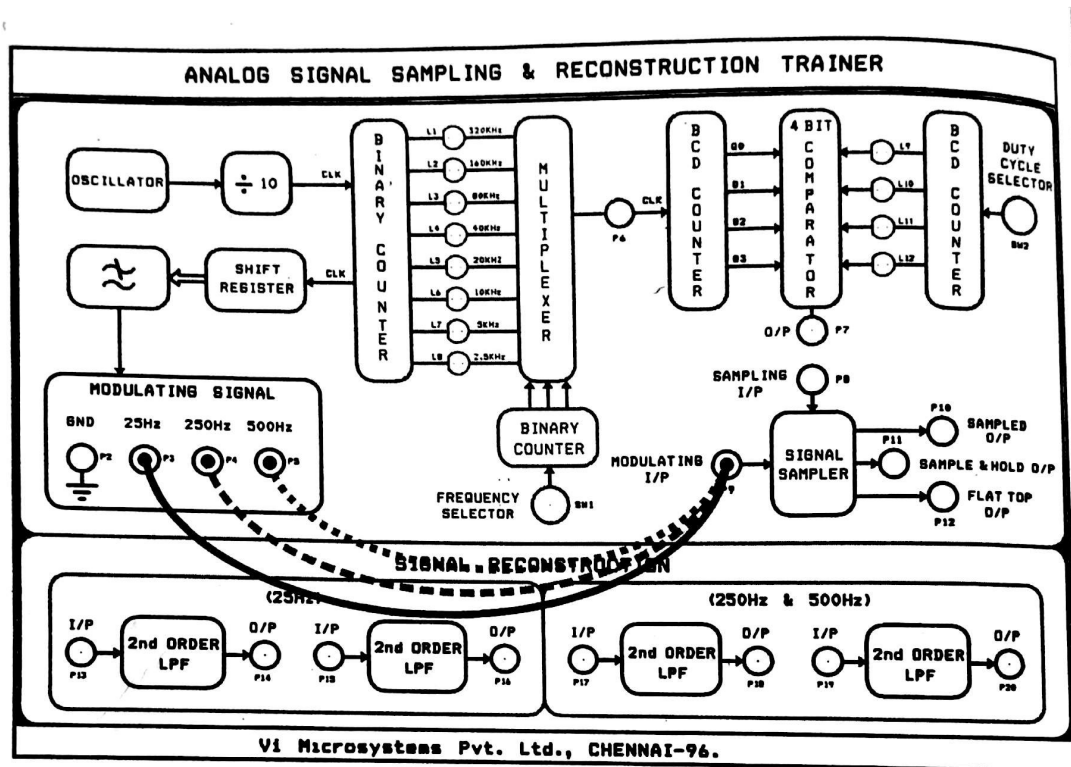 ANALOG SIGNAL SAMPLING & RECONSTRUCTION TRAINER
OSCILLATOR
÷ 10
CLK
BINARY COUNTER
L1 320KHz
L2 160KHz
L3 80KHz
L4 40KHz
L5 20KHz
L6 10KHz
L7 5KHz
L8 2.5KHz
MULTIPLEXER
P6
CLK
BCD COUNTER
Q0
Q1
Q2
Q3
4 BIT
COMPARATOR
L9
L10
L11
L12
BCD COUNTER
DUTY
CYCLE
SELECTOR
SW2
SHIFT
REGISTER
CLK
O/P
P7
MODULATING SIGNAL
GND
25Hz
250Hz
500Hz
P2
P3
P4
P5
BINARY
COUNTER
FREQUENCY
SELECTOR
SW1
SAMPLING
I/P
P8
MODULATING
I/P
P9
SIGNAL
SAMPLER
P10
SAMPLED
O/P
P11
SAMPLE & HOLD O/P
P12
FLAT TOP
O/P
SIGNAL RECONSTRUCTION
(25Hz)
I/P
P13
2nd ORDER
LPF
O/P
P14
I/P
P15
2nd ORDER
LPF
O/P
P16
(250Hz & 500Hz)
I/P
P17
2nd ORDER
LPF
O/P
P18
I/P
P19
2nd ORDER
LPF
O/P
P20
Vi Microsystems Pvt. Ltd., CHENNAI-96.